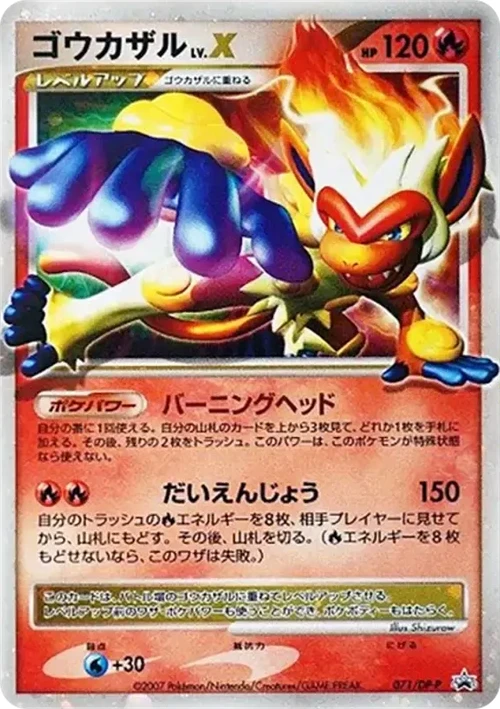 ゴウカザル LV.X HP 120
レベルアップ ゴウカザルに重ねる
ポケパワー バーニングヘッド
自分の番に1回使える。自分の山札のカードを上から3枚見て、どれか1枚を手札に
加える。その後、残りの2枚をトラッシュ。このパワーは、このポケモンが特殊状態
なら使えない。
だいえんじょう 150
自分のトラッシュの エネルギーを8枚、相手プレイヤーに見せて
から、山札にもどす。その後、山札を切る。( エネルギーを8枚
もどせないなら、このワザは失敗。)
このカードは、バトル場のゴウカザルに重ねてレベルアップさせる。
レベルアップ前のワザ・ポケパワーも使うことができ、ポケボディーもはたらく。
Illus. Shizurow
弱点 抵抗力 にげる
+30
©2007 Pokémon/Nintendo/Creatures/GAME FREAK.
071/DP-P